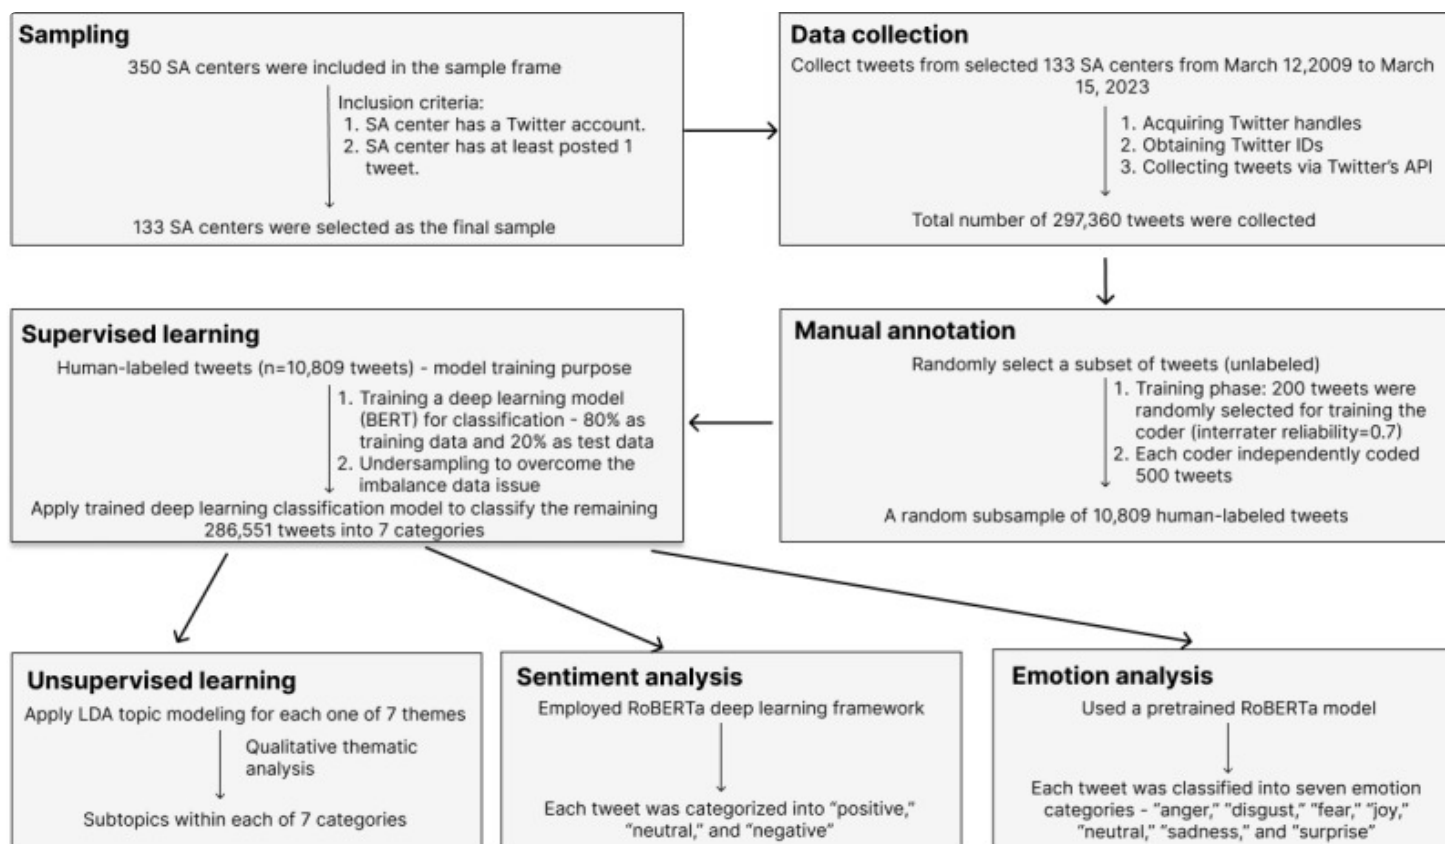 Sampling
350 SA centers were included in the sample frame
Inclusion criteria:
1. SA center has a Twitter account.
2. SA center has at least posted 1
tweet.
133 SA centers were selected as the final sample
Data collection
Collect tweets from selected 133 SA centers from March 12,2009 to March
15, 2023
1. Acquiring Twitter handles
2. Obtaining Twitter IDs
3. Collecting tweets via Twitter’s API
Total number of 297,360 tweets were collected
Manual annotation
Randomly select a subset of tweets (unlabeled)
1. Training phase: 200 tweets were
randomly selected for training the
coder (interrater reliability=0.7)
2. Each coder independently coded
500 tweets
A random subsample of 10,809 human-labeled tweets
Supervised learning
Human-labeled tweets (n=10,809 tweets) - model training purpose
1. Training a deep learning model
(BERT) for classification - 80% as
training data and 20% as test data
2. Undersampling to overcome the
imbalance data issue
Apply trained deep learning classification model to classify the remaining
286,551 tweets into 7 categories
Unsupervised learning
Apply LDA topic modeling for each one of 7 themes
Qualitative thematic
analysis
Subtopics within each of 7 categories
Sentiment analysis
Employed RoBERTa deep learning framework
Each tweet was categorized into “positive,”
“neutral,” and “negative”
Emotion analysis
Used a pretrained RoBERTa model
Each tweet was classified into seven emotion
categories - “anger,” “disgust,” “fear,” “joy,”
“neutral,” “sadness,” and “surprise”